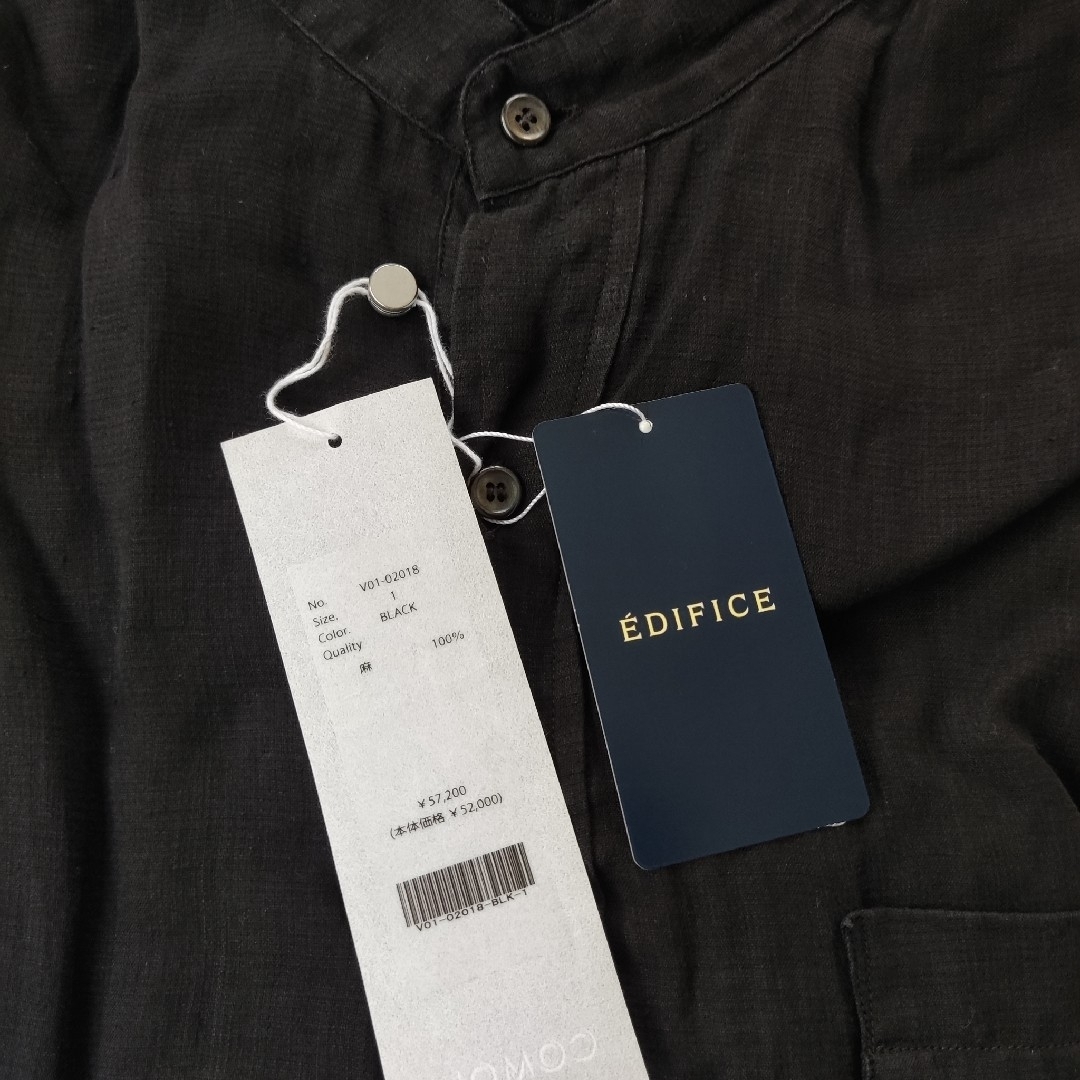 No. V01-02018
Size, 1
Color. BLACK
Quality
麻 100%
¥57,200
(本体価格 ¥52,000)
V01-02018-BLK-1
ÉDIFICE